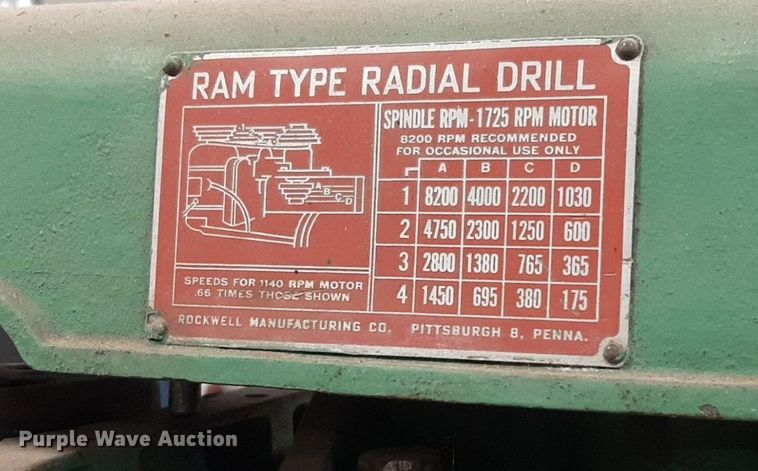 RAM TYPE RADIAL DRILL
SPINDLE RPM-1725 RPM MOTOR
8200 RPM RECOMMENDED
FOR OCCASIONAL USE ONLY
A B C D
1 8200 4000 2200 1030
2 4750 2300 1250 600
3 2800 1380 765 365
4 1450 695 380 175
A
B
C
D
SPEEDS FOR 1140 RPM MOTOR
.66 TIMES THOSE SHOWN
ROCKWELL MANUFACTURING CO. PITTSBURGH 8, PENNA.
Purple Wave Auction